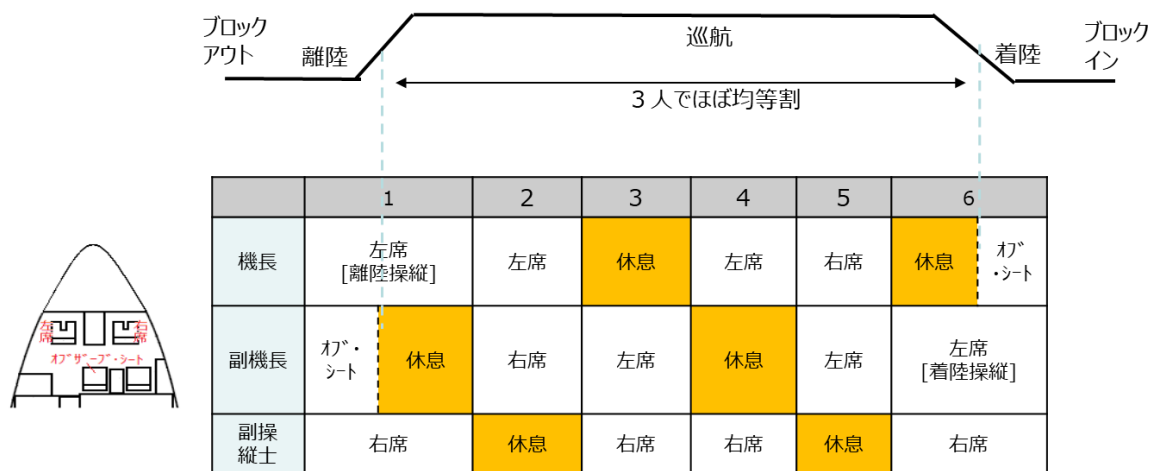 ブロック
アウト
離陸
巡航
着陸
ブロック
イン
3人でほぼ均等割
1 2 3 4 5 6
機長
左席
[離陸操縦]
左席
休息
左席
右席
休息
オブ
・シート
副機長
オブ・
シート
休息
右席
左席
休息
左席
左席
[着陸操縦]
副操
縦士
右席
休息
右席
右席
休息
右席
左席
右席
オブザーブ・シート